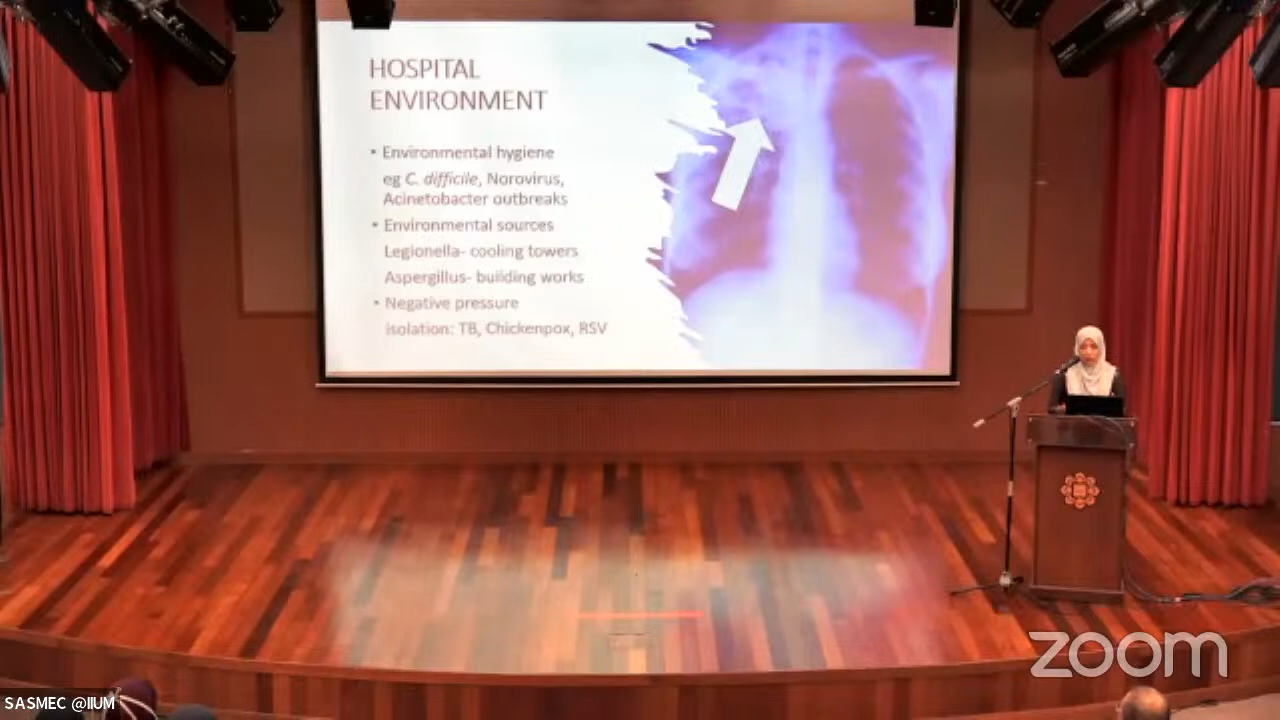 HOSPITAL
ENVIRONMENT
• Environmental hygiene
eg C. difficile, Norovirus,
Acinetobacter outbreaks
• Environmental sources
Legionella- cooling towers
Aspergillus- building works
• Negative pressure
isolation: TB, Chickenpox, RSV
zoom
SASMEC @IIUM